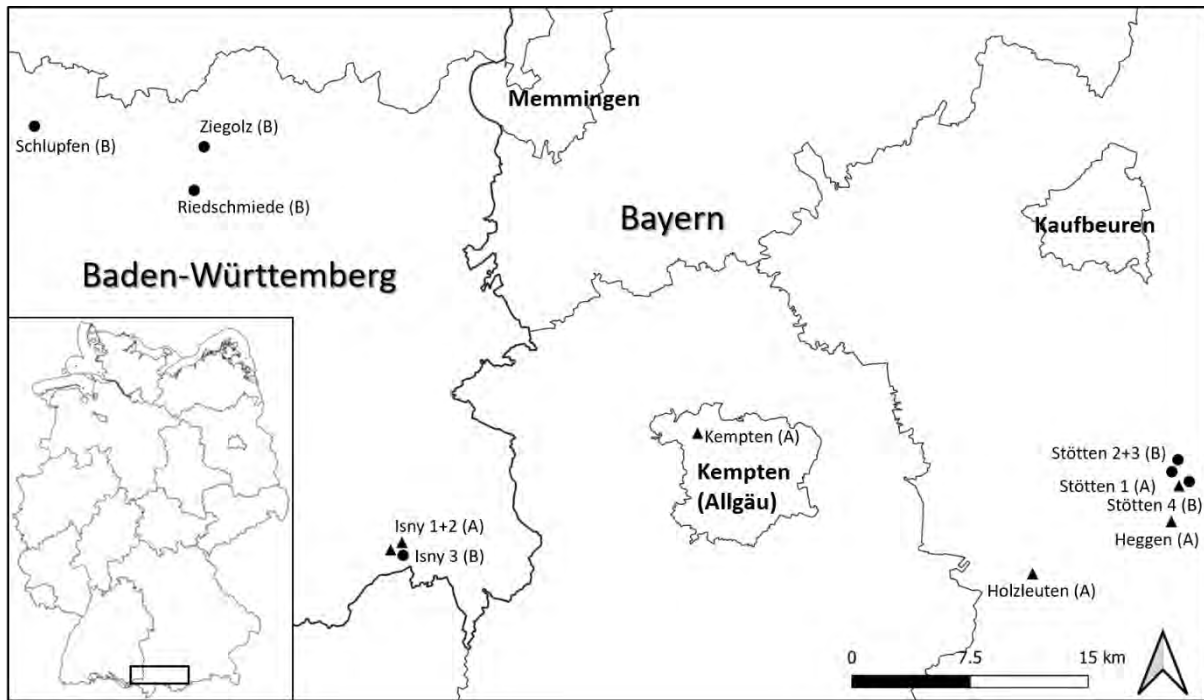 Memmingen
Ziegolz (B)
Schlupfen (B)
Riedschmiede (B)
Bayern
Kaufbeuren
Baden-Württemberg
Kempten (A)
Kempten
(Allgäu)
Stötten 2+3 (B)
Stötten 1 (A)
Stötten 4 (B)
Heggen (A)
Isny 1+2 (A)
Isny 3 (B)
Holzleuten (A)
0 7.5 15 km